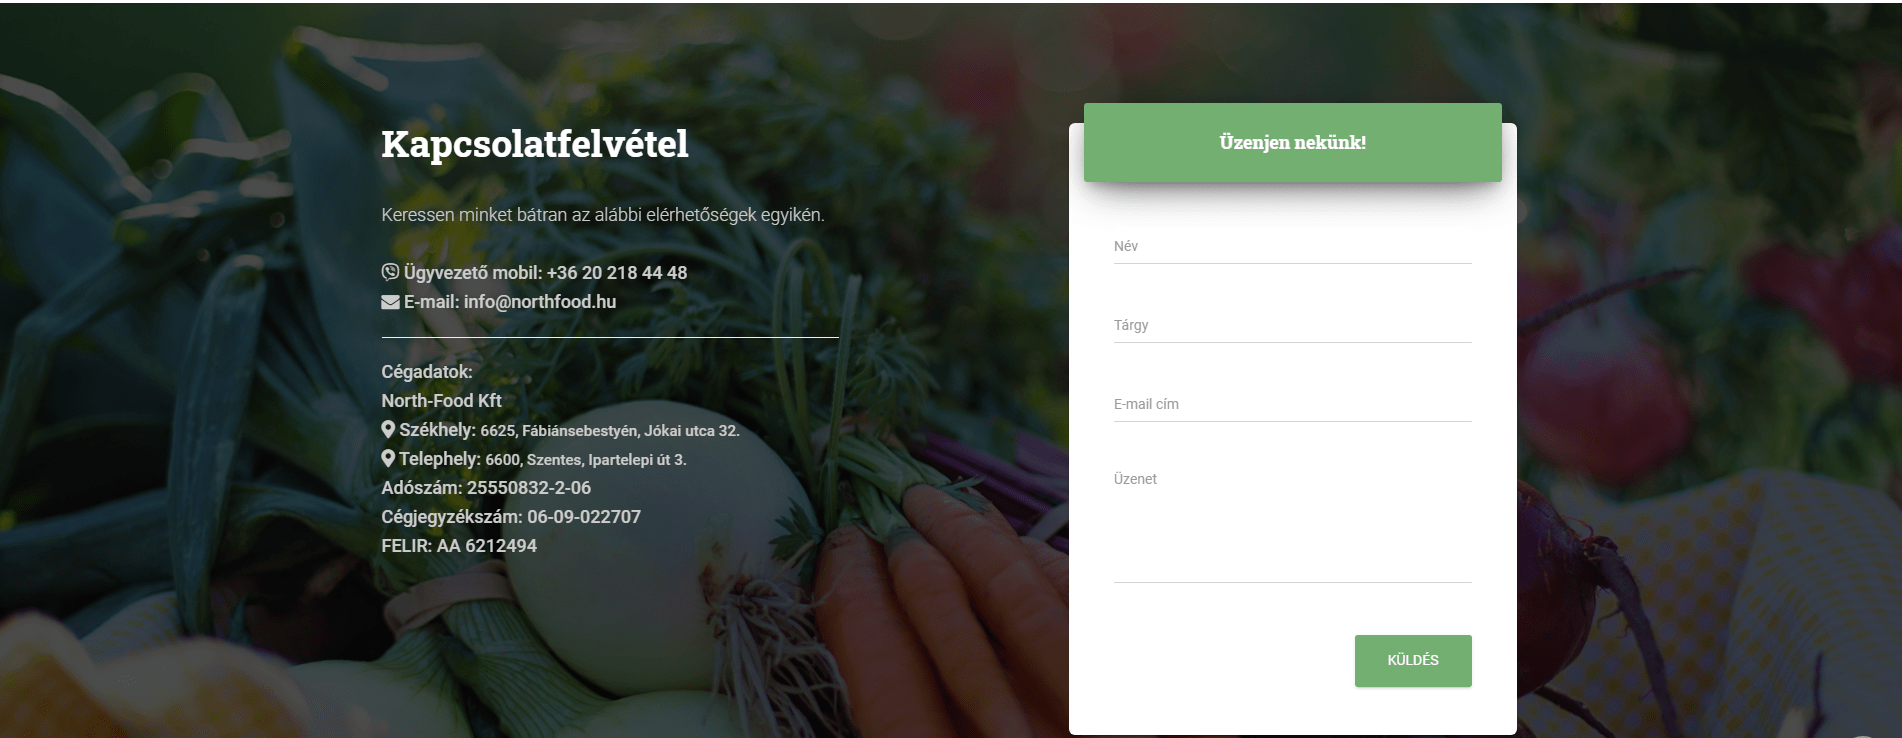 Kapcsolatfelvétel
Keressen minket bátran az alábbi elérhetőségek egyikén.
Ügyvezető mobil: +36 20 218 44 48
E-mail: info@northfood.hu
Cégadatok:
North-Food Kft
Székhely: 6625, Fábiánsebestyén, Jókai utca 32.
Telephely: 6600, Szentes, Ipartelepi út 3.
Adószám: 25550832-2-06
Cégjegyzékszám: 06-09-022707
FELIR: AA 6212494
Üzenjen nekünk!
Név
Tárgy
E-mail cím
Üzenet
KÜLDÉS